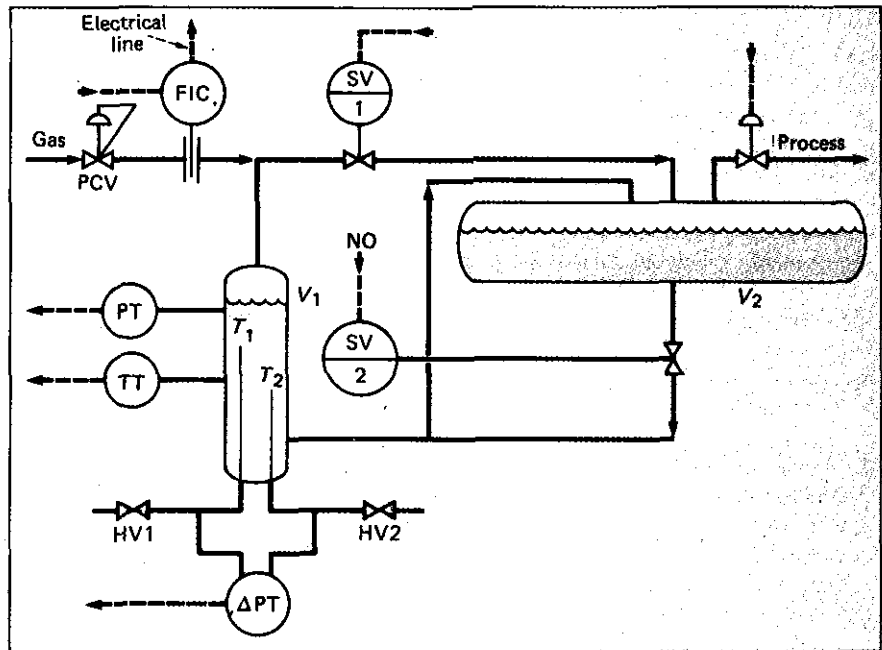 Electrical
line
FIC
SV
1
Gas
PCV
Process
NO
V1
V2
PT
T1
SV
2
TT
T2
HV1
HV2
ΔPT